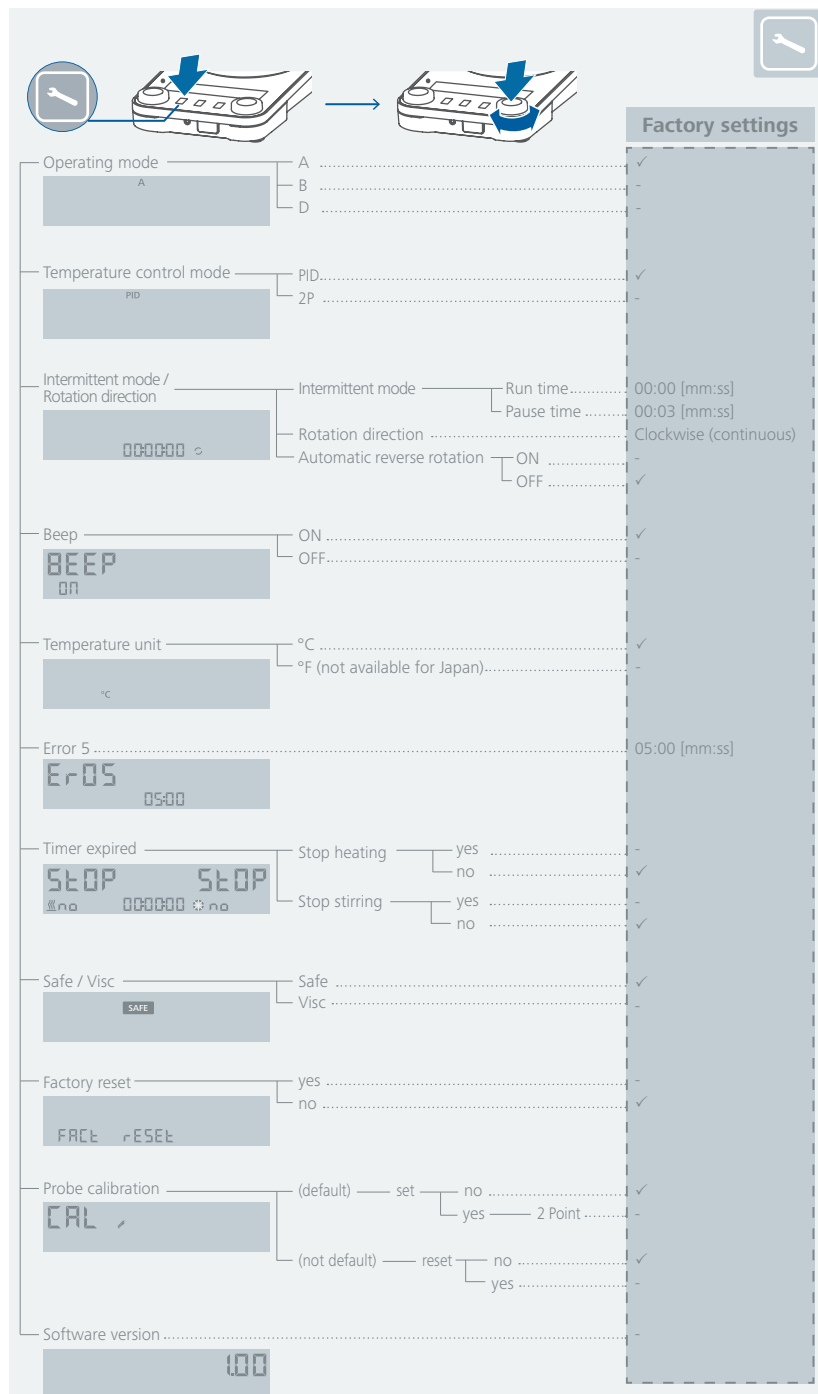 Factory settings
Operating mode
A ✓
B -
D -
A
Temperature control mode
PID ✓
2P -
PID
Intermittent mode /
Rotation direction
Intermittent mode Run time 00:00 [mm:ss]
Pause time 00:03 [mm:ss]
Rotation direction Clockwise (continuous)
Automatic reverse rotation ON -
OFF ✓
00:00:00
Beep
ON ✓
OFF -
BEEP
On
Temperature unit
°C ✓
°F (not available for Japan) -
°C
Error 5 05:00 [mm:ss]
Er05
05:00
Timer expired
Stop heating yes -
no ✓
Stop stirring yes -
no ✓
StOP StOP
no 00:00:00 no
Safe / Visc
Safe ✓
Visc -
SAFE
Factory reset
yes -
no ✓
FACt rESEt
Probe calibration
(default) set no ✓
yes 2 Point -
CAL
(not default) reset no ✓
yes -
Software version -
1.00